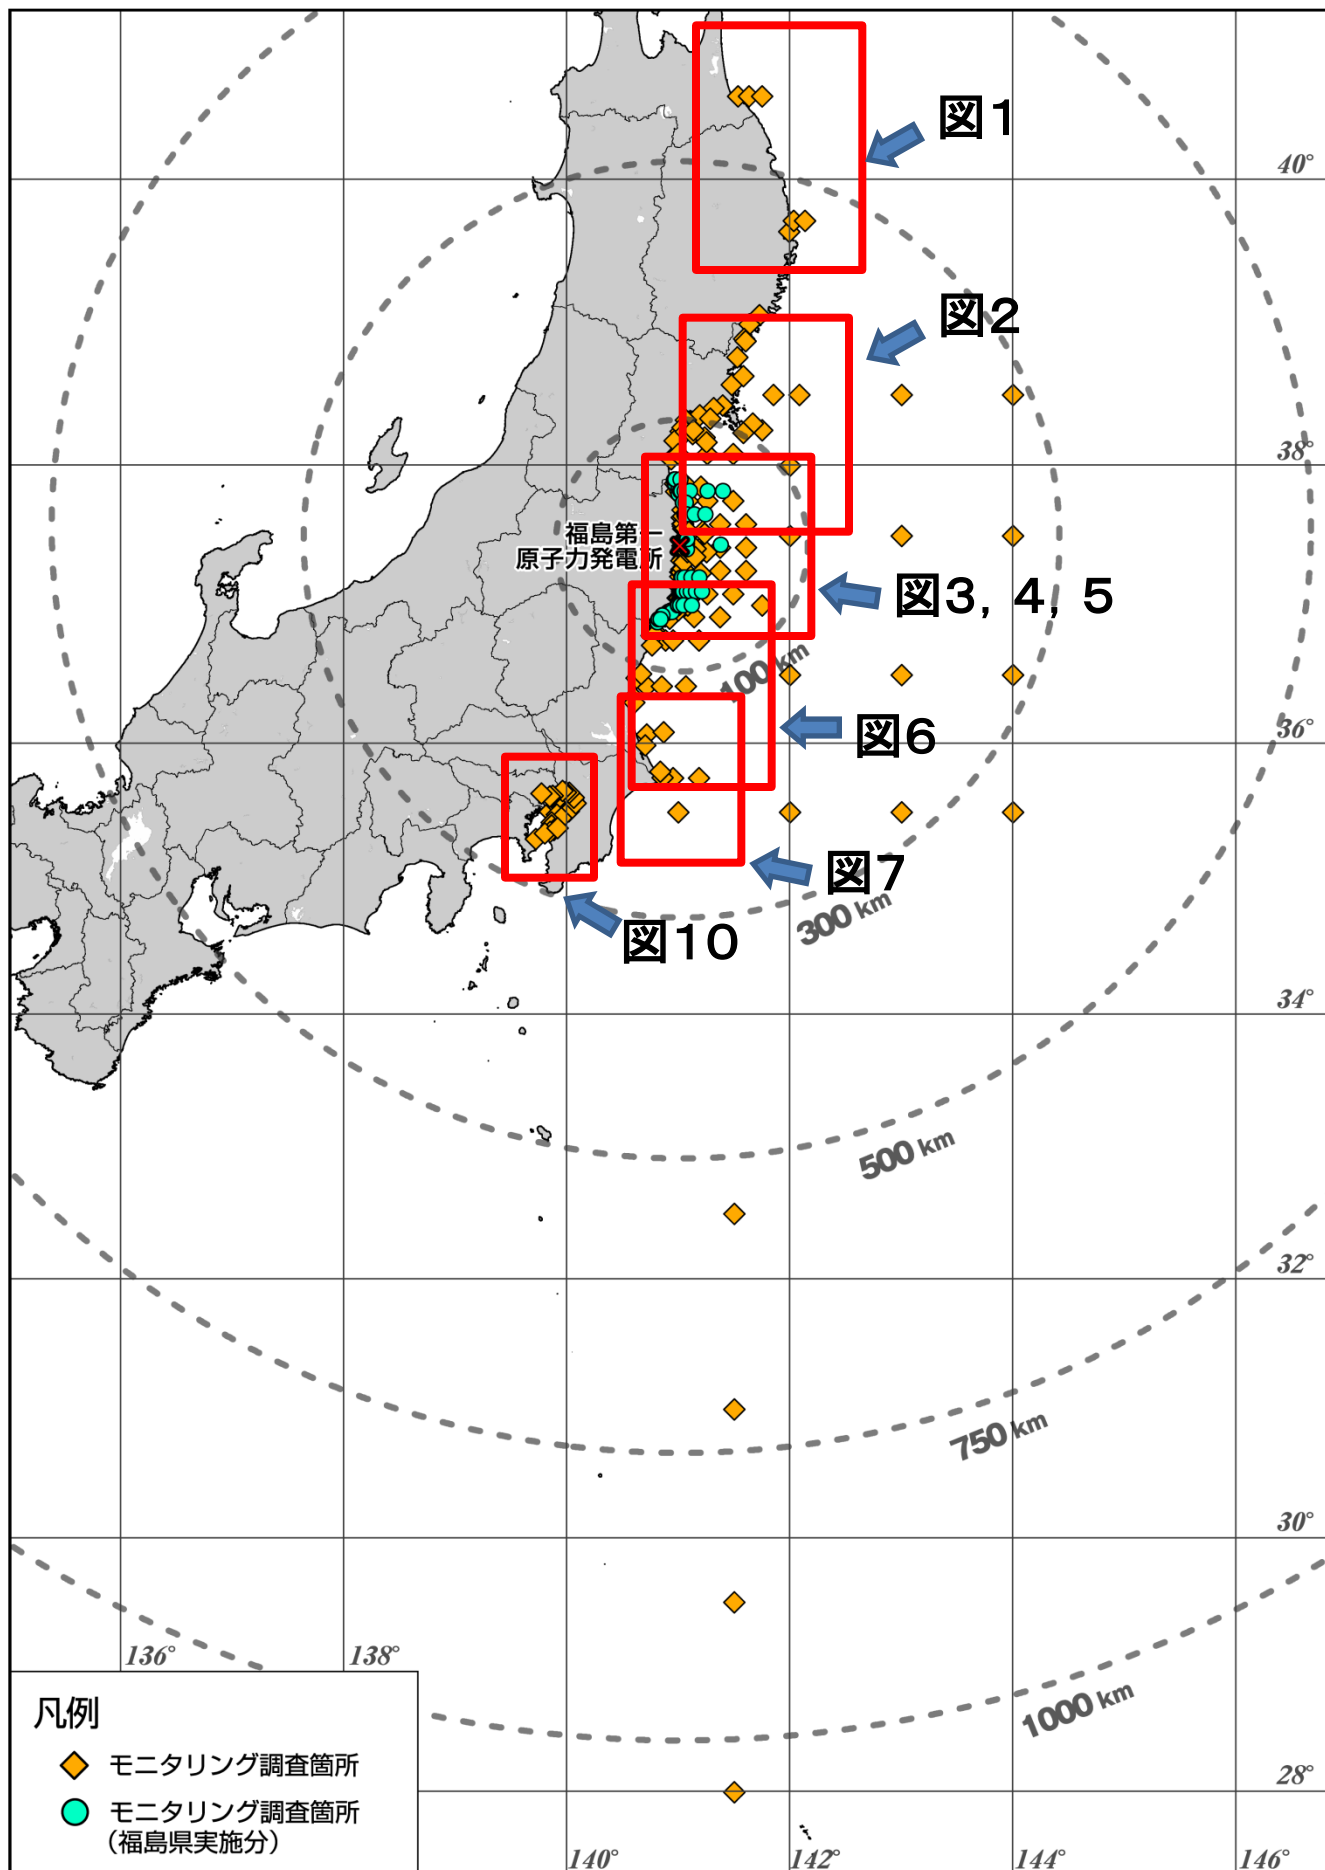 図1
40°
図2
38°
福島第一
原子力発電所
図3, 4, 5
100 km
図6
36°
図7
300 km
図10
34°
500 km
32°
750 km
30°
136°
138°
1000 km
凡例
モニタリング調査箇所
28°
モニタリング調査箇所
(福島県実施分)
140°
142°
144°
146°